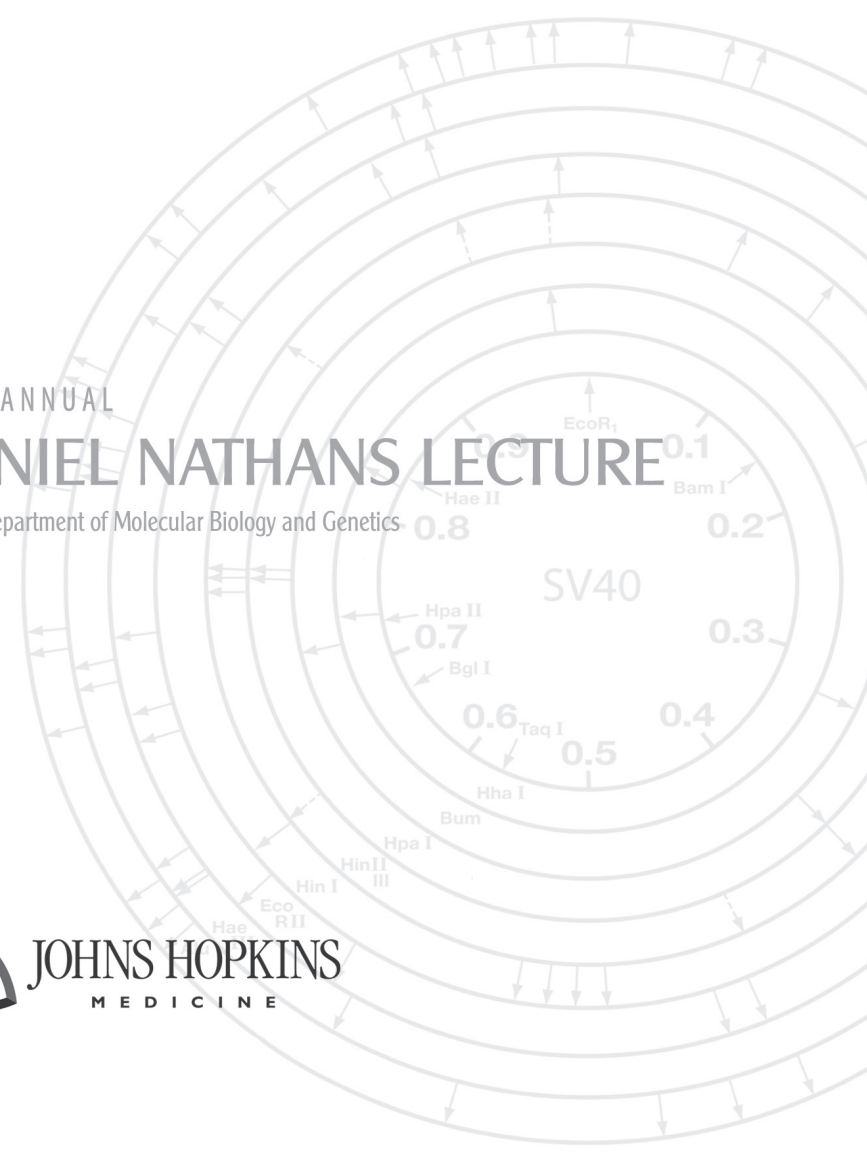 ANNUAL
NIEL NATHANS LECTURE
epartment of Molecular Biology and Genetics
EcoR1
0.9
0.1
Hae II
Bam I
0.8
0.2
SV40
Hpa II
0.7
0.3
Bgl I
0.6
0.4
Taq I
0.5
Hha I
Bum
Hpa I
HinII
III
Hin I
Eco
RII
Hae
JOHNS HOPKINS
MEDICINE